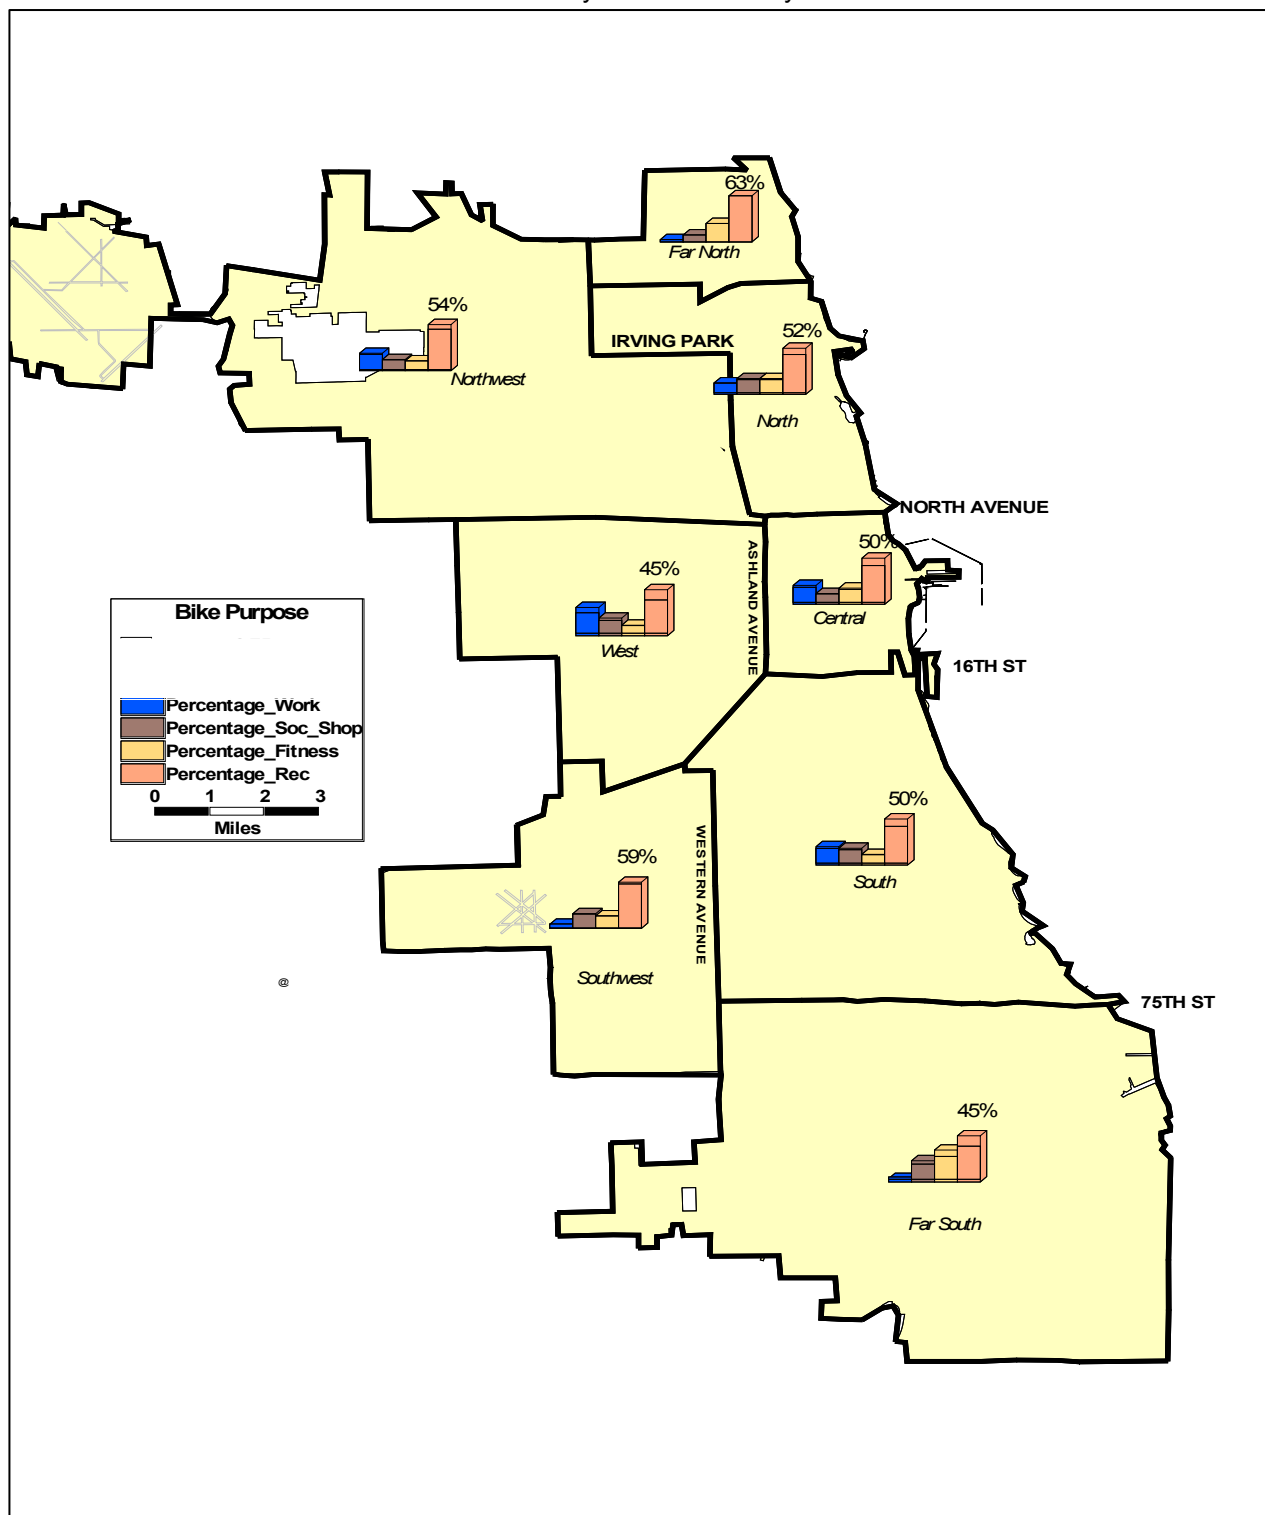 63%
Far North
54%
IRVING PARK
52%
Northwest
North
NORTH AVENUE
ASHLAND AVENUE
50%
45%
Central
West
16TH ST
Bike Purpose
Percentage_Work
Percentage_Soc_Shop
Percentage_Fitness
Percentage_Rec
0 1 2 3
Miles
50%
WESTERN AVENUE
59%
South
Southwest
@
75TH ST
45%
Far South